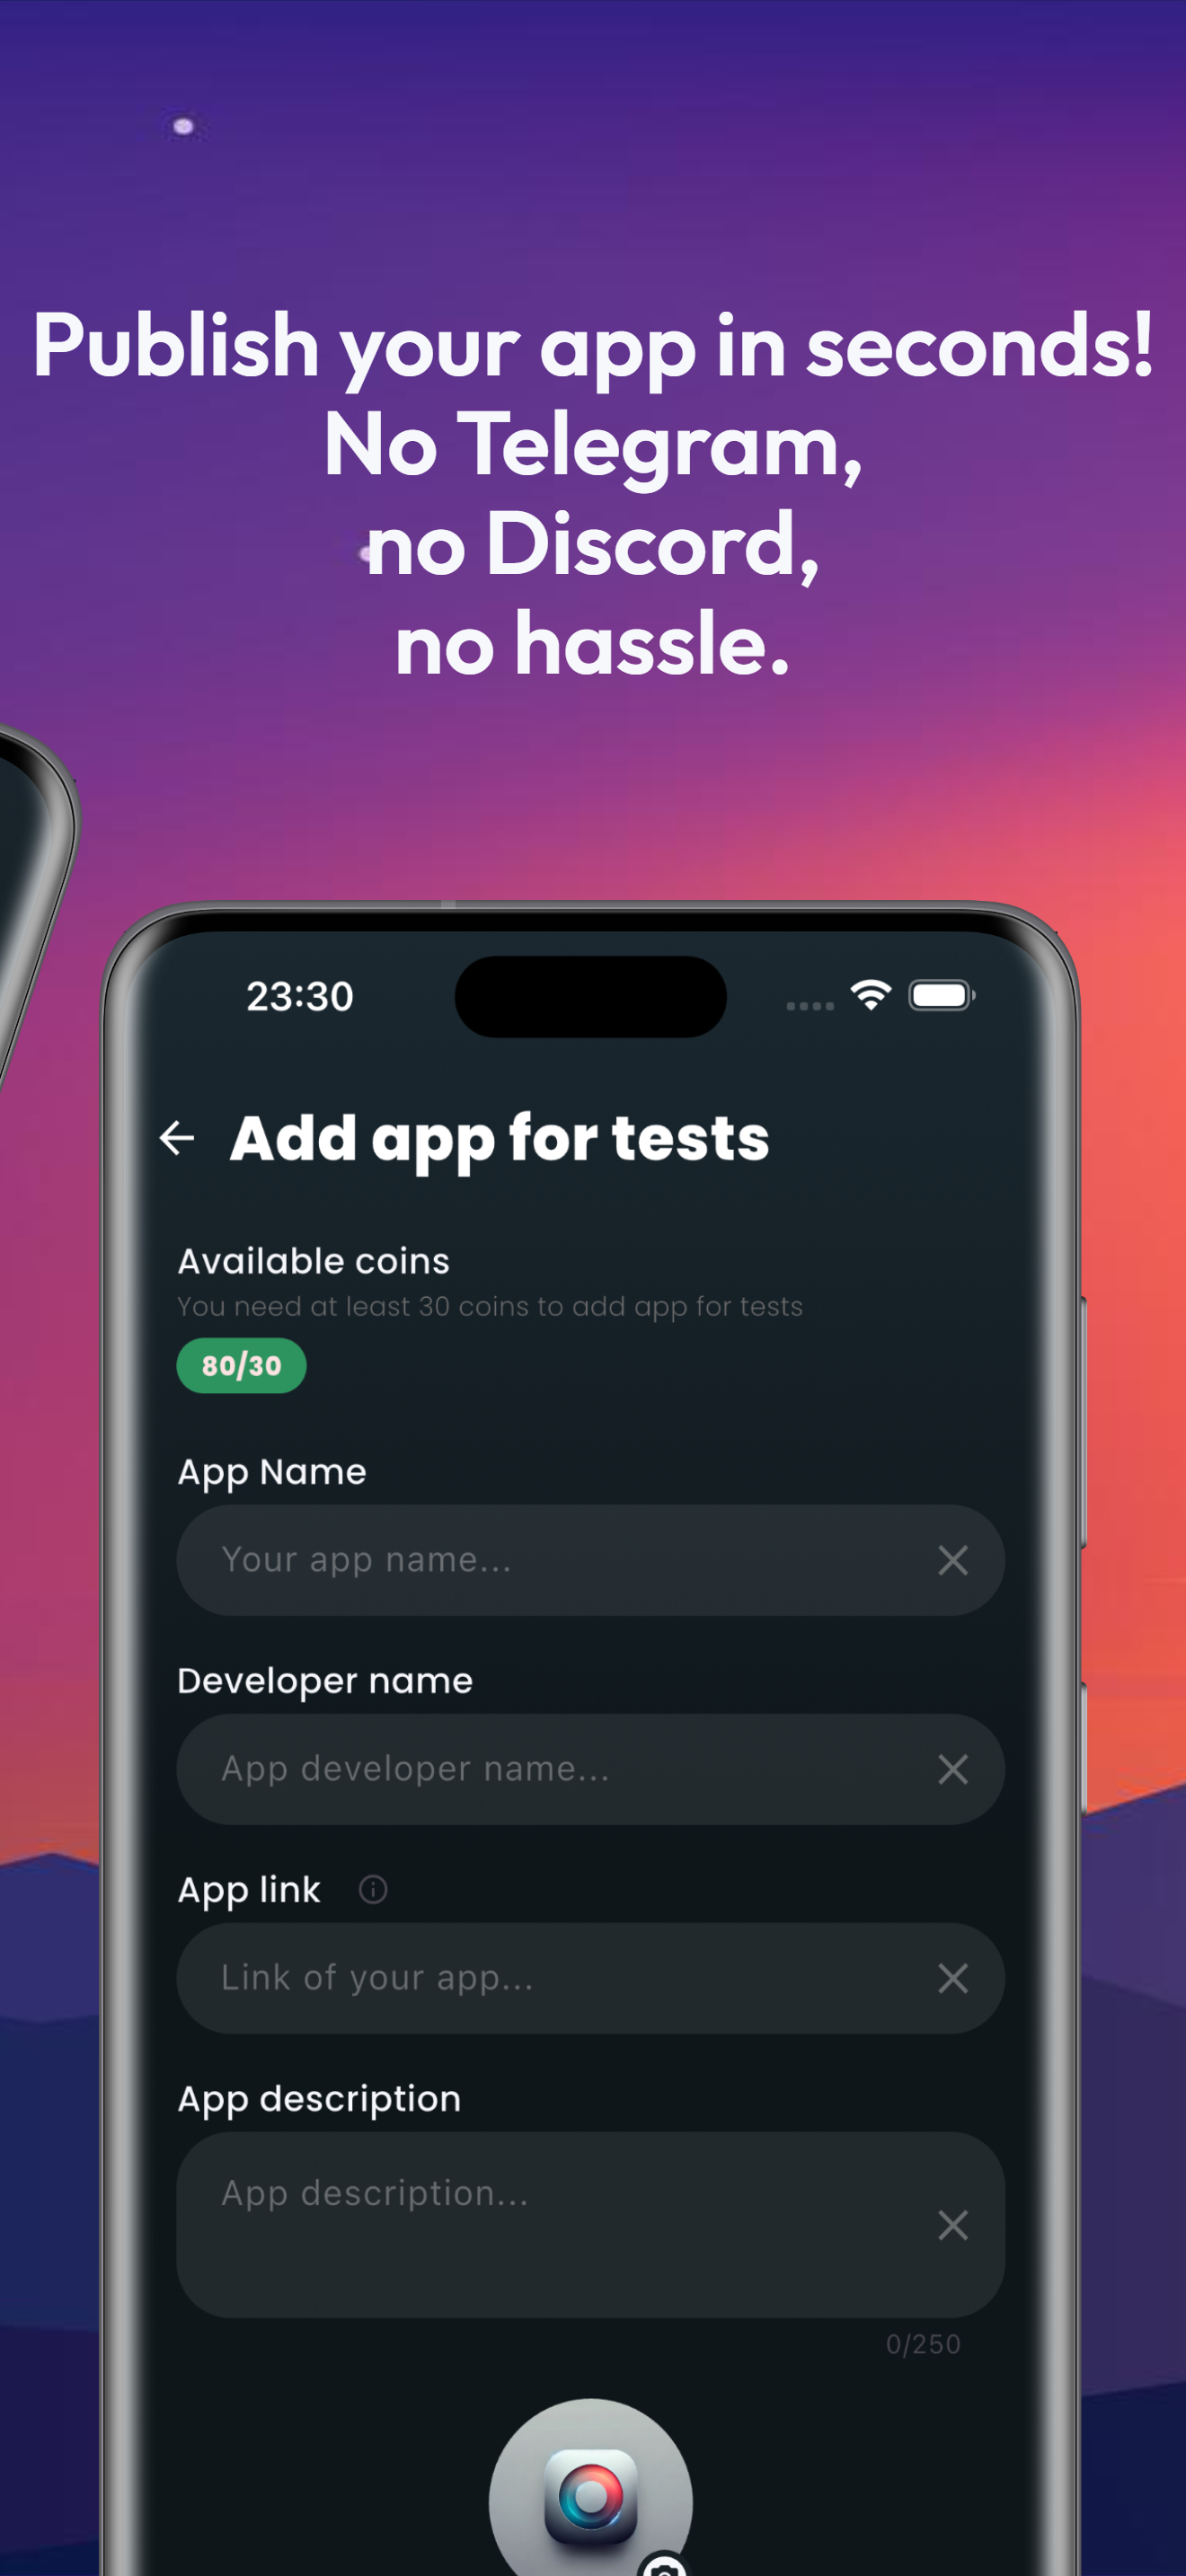 Publish your app in seconds!
No Telegram,
no Discord,
no hassle.
23:30
Add app for tests
Available coins
You need at least 30 coins to add app for tests
80/30
App Name
Your app name...
Developer name
App developer name...
App link
Link of your app...
App description
App description...
0/250